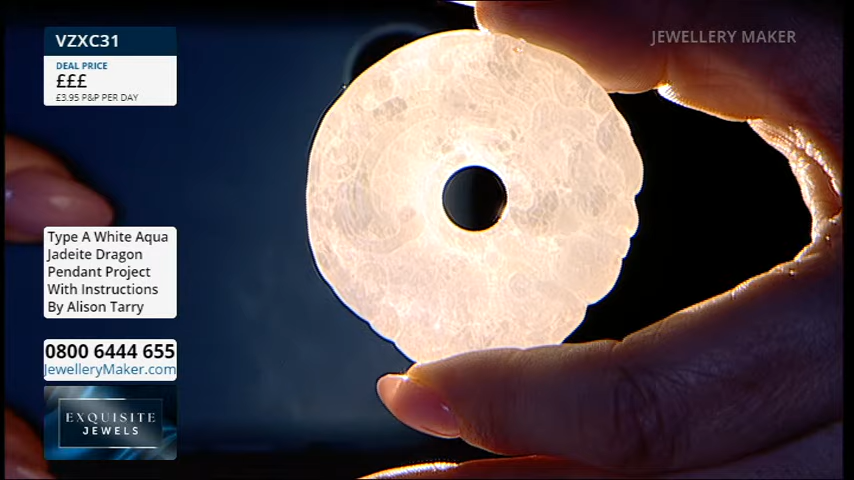 VZXC31
DEAL PRICE
£££
£3.95 P&P PER DAY
JEWELLERY MAKER
Type A White Aqua
Jadeite Dragon
Pendant Project
With Instructions
By Alison Tarry
0800 6444 655
JewelleryMaker.com
EXQUISITE
JEWELS